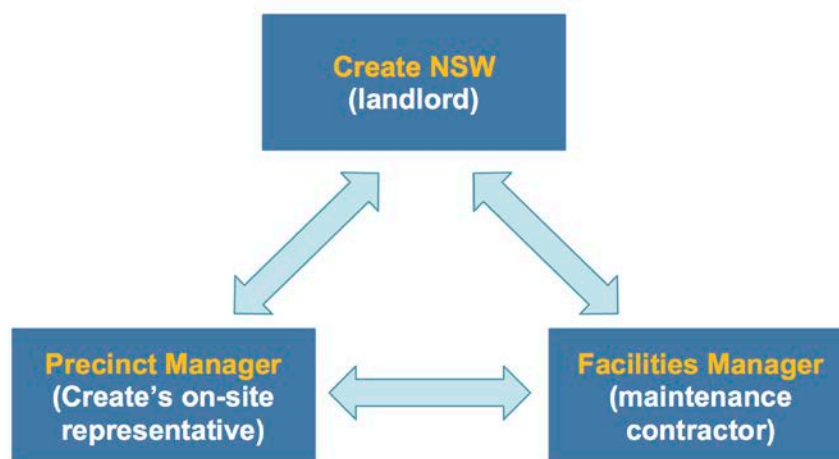 Create NSW
(landlord)
Precinct Manager
(Create's on-site
representative)
Facilities Manager
(maintenance
contractor)